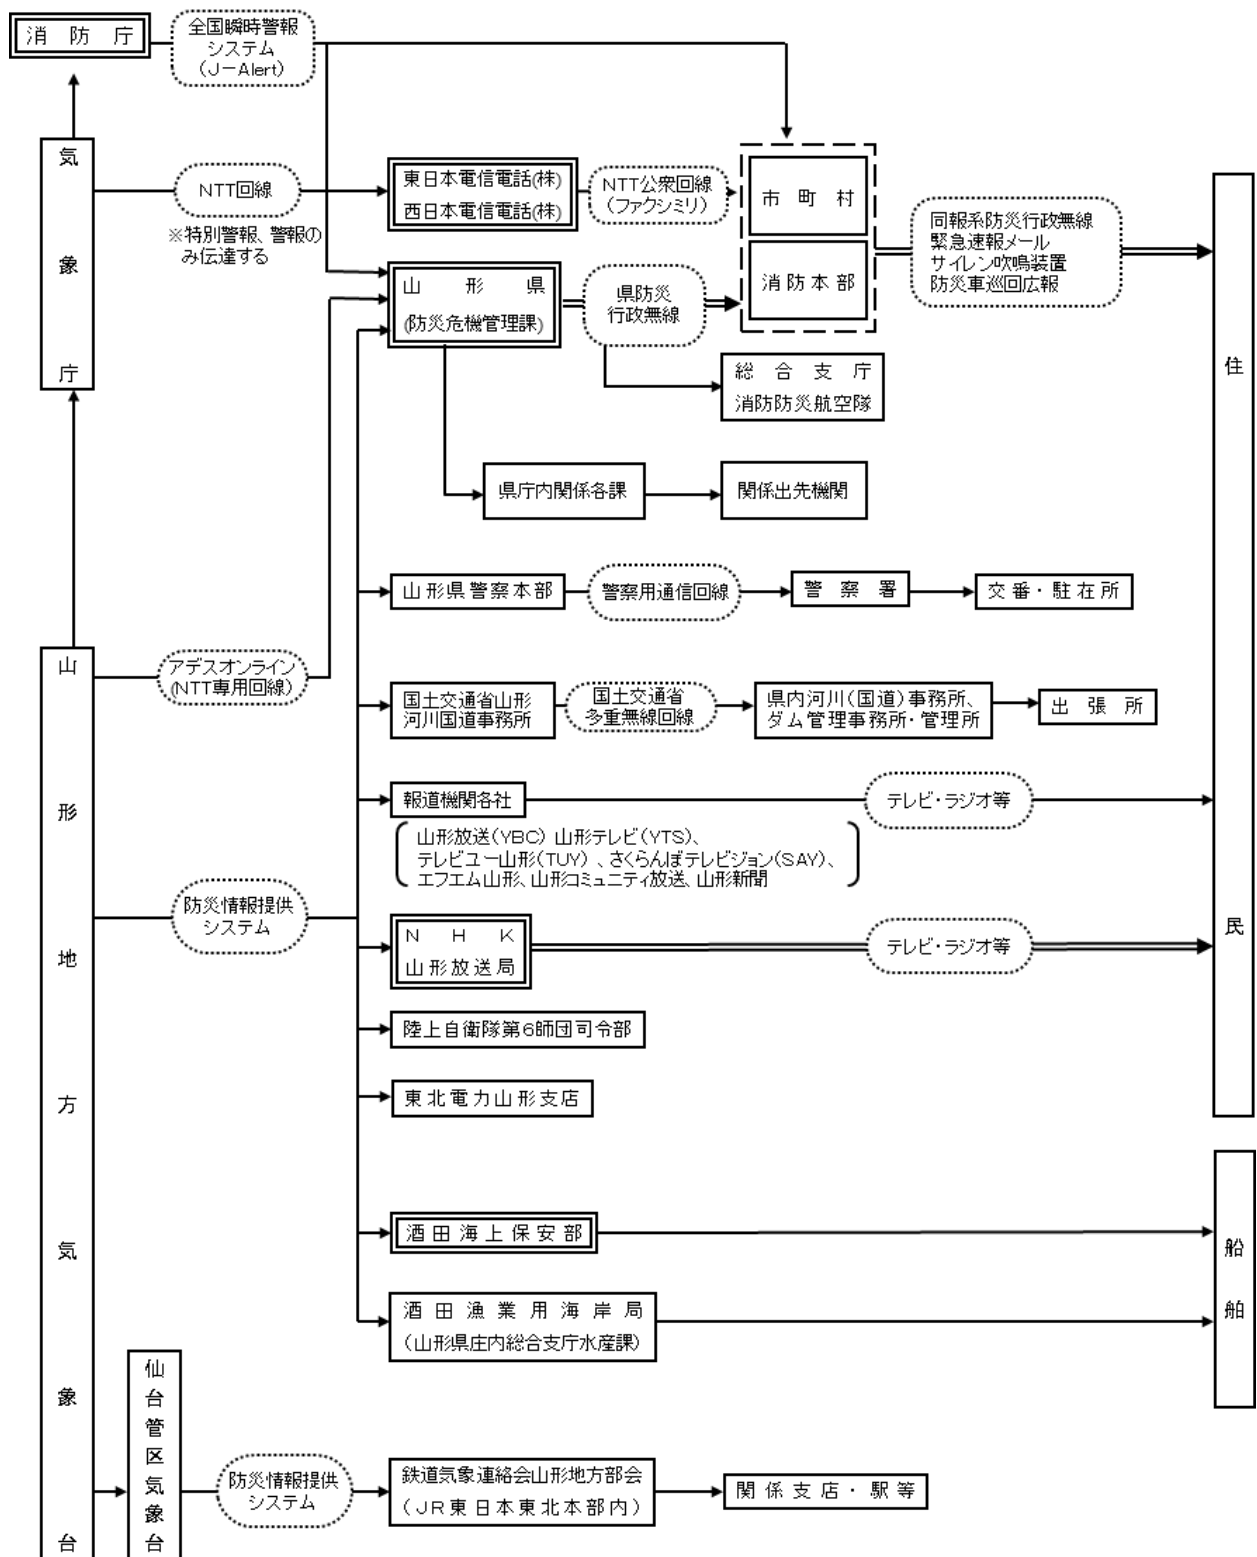 消防庁
全国瞬時警報
システム
（J－Alert）
気象庁
NTT回線
※特別警報、警報の
み伝達する
東日本電信電話(株)
西日本電信電話(株)
NTT公衆回線
（ファクシミリ）
市町村
消防本部
同報系防災行政無線
緊急速報メール
サイレン吹鳴装置
防災車巡回広報
住民
山形県
(防災危機管理課)
県防災
行政無線
総合支庁
消防防災航空隊
県庁内関係各課
関係出先機関
山形県警察本部
警察用通信回線
警察署
交番・駐在所
山形地方気象台
アデスオンライン
(NTT専用回線)
国土交通省山形
河川国道事務所
国土交通省
多重無線回線
県内河川（国道）事務所、
ダム管理事務所・管理所
出張所
報道機関各社
テレビ・ラジオ等
山形放送(YBC) 山形テレビ(YTS)、
テレビユー山形(TUY) 、さくらんぼテレビジョン(SAY)、
エフエム山形、山形コミュニティ放送、山形新聞
防災情報提供
システム
NHK
山形放送局
テレビ・ラジオ等
陸上自衛隊第6師団司令部
東北電力山形支店
酒田海上保安部
船舶
酒田漁業用海岸局
（山形県庄内総合支庁水産課）
仙台管区気象台
防災情報提供
システム
鉄道気象連絡会山形地方部会
（JR東日本東北本部内）
関係支店・駅等